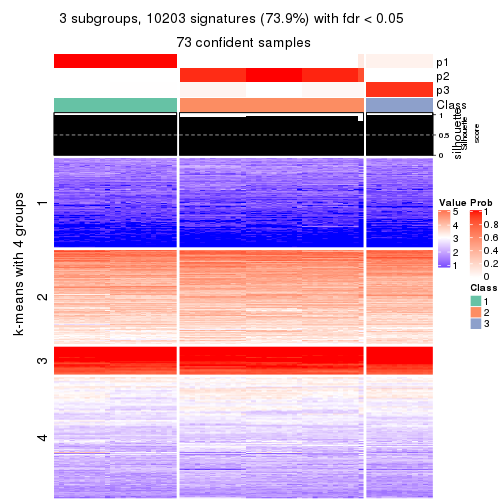 3 subgroups, 10203 signatures (73.9%) with fdr < 0.05
73 confident samples
p1
p2
p3
Class
silhouette
Silhouette
score
1
0.5
0
k-means with 4 groups
1
2
3
4
Value
5
4
3
2
1
Prob
1
0.8
0.6
0.4
0.2
0
Class
1
2
3